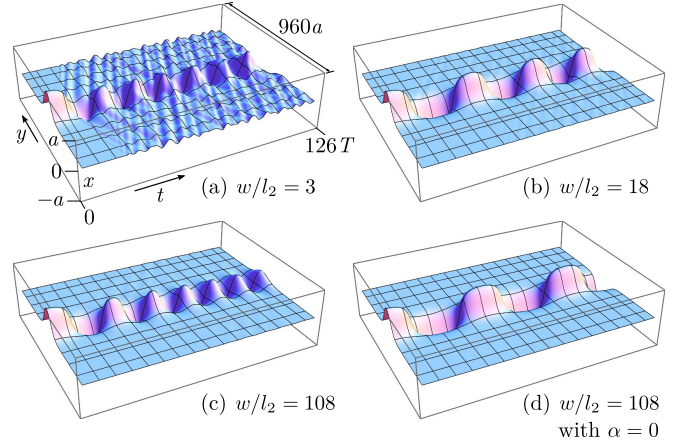 960a
y
a
0
−a
x
0
t
126 T
(a) w/l₂ = 3
(b) w/l₂ = 18
(c) w/l₂ = 108
(d) w/l₂ = 108
with α = 0